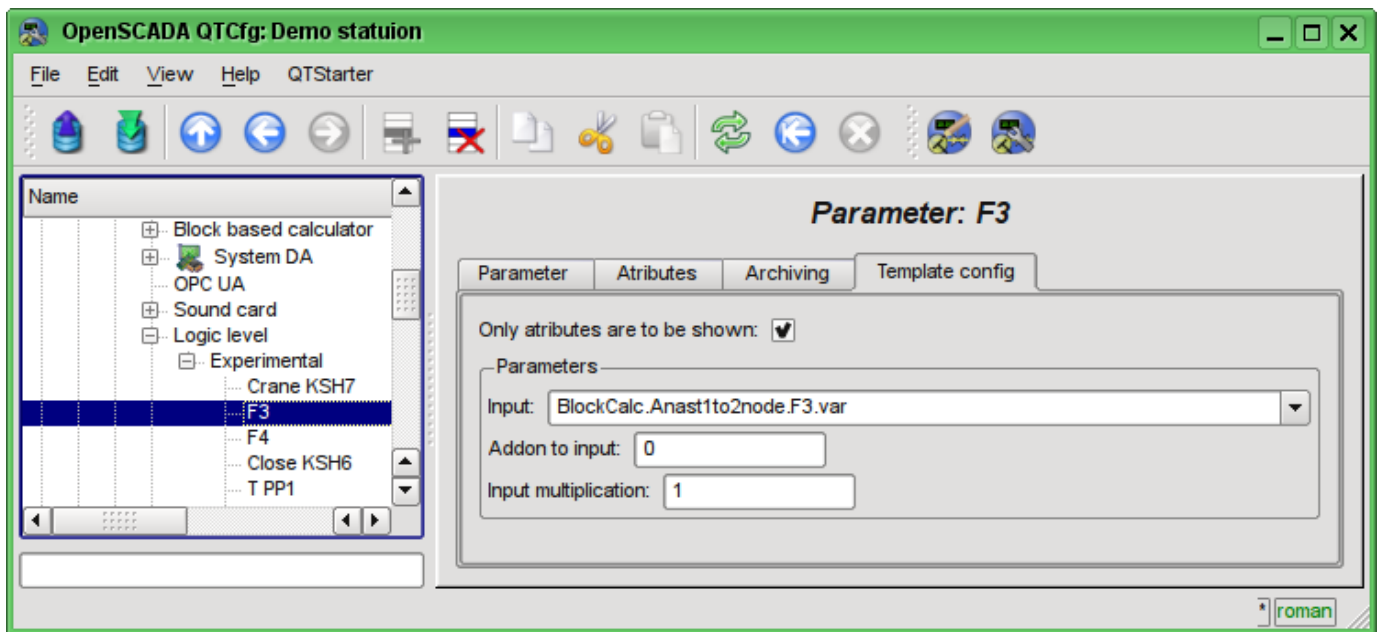 OpenSCADA QTCfg: Demo statuion
File Edit View Help QTStarter
Name
Block based calculator
System DA
OPC UA
Sound card
Logic level
Experimental
Crane KSH7
F3
F4
Close KSH6
T PP1
Parameter: F3
Parameter Atributes Archiving Template config
Only atributes are to be shown:
Parameters
Input: BlockCalc.Anast1to2node.F3.var
Addon to input: 0
Input multiplication: 1
* roman